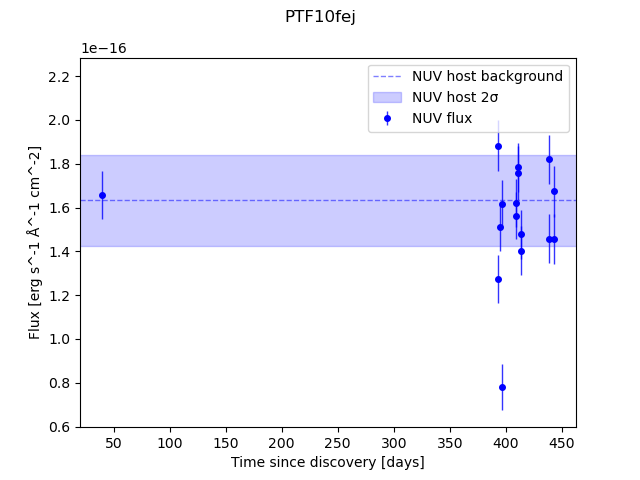 PTF10fej
1e−16
NUV host background
NUV host 2σ
NUV flux
2.2
2.0
1.8
1.6
1.4
1.2
1.0
0.8
0.6
Flux [erg s^-1 Å^-1 cm^-2]
50 100 150 200 250 300 350 400 450
Time since discovery [days]